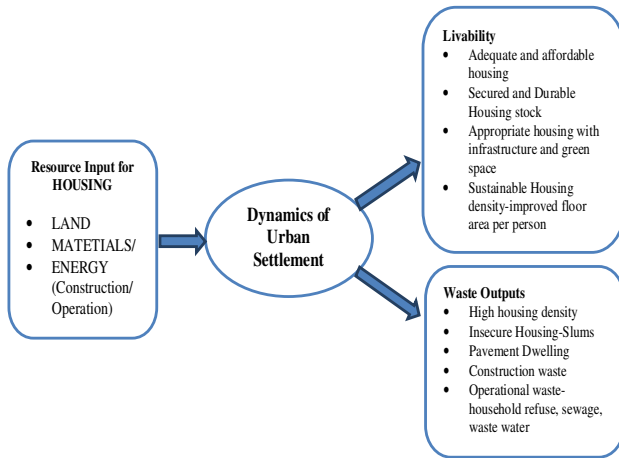 Resource Input for
HOUSING
• LAND
• MATETIALS/
• ENERGY
(Construction/
Operation)
Dynamics of
Urban
Settlement
Livability
• Adequate and affordable
housing
• Secured and Durable
Housing stock
• Appropriate housing with
infrastructure and green
space
• Sustainable Housing
density-improved floor
area per person
Waste Outputs
• High housing density
• Insecure Housing-Slums
• Pavement Dwelling
• Construction waste
• Operational waste-
household refuse, sewage,
waste water